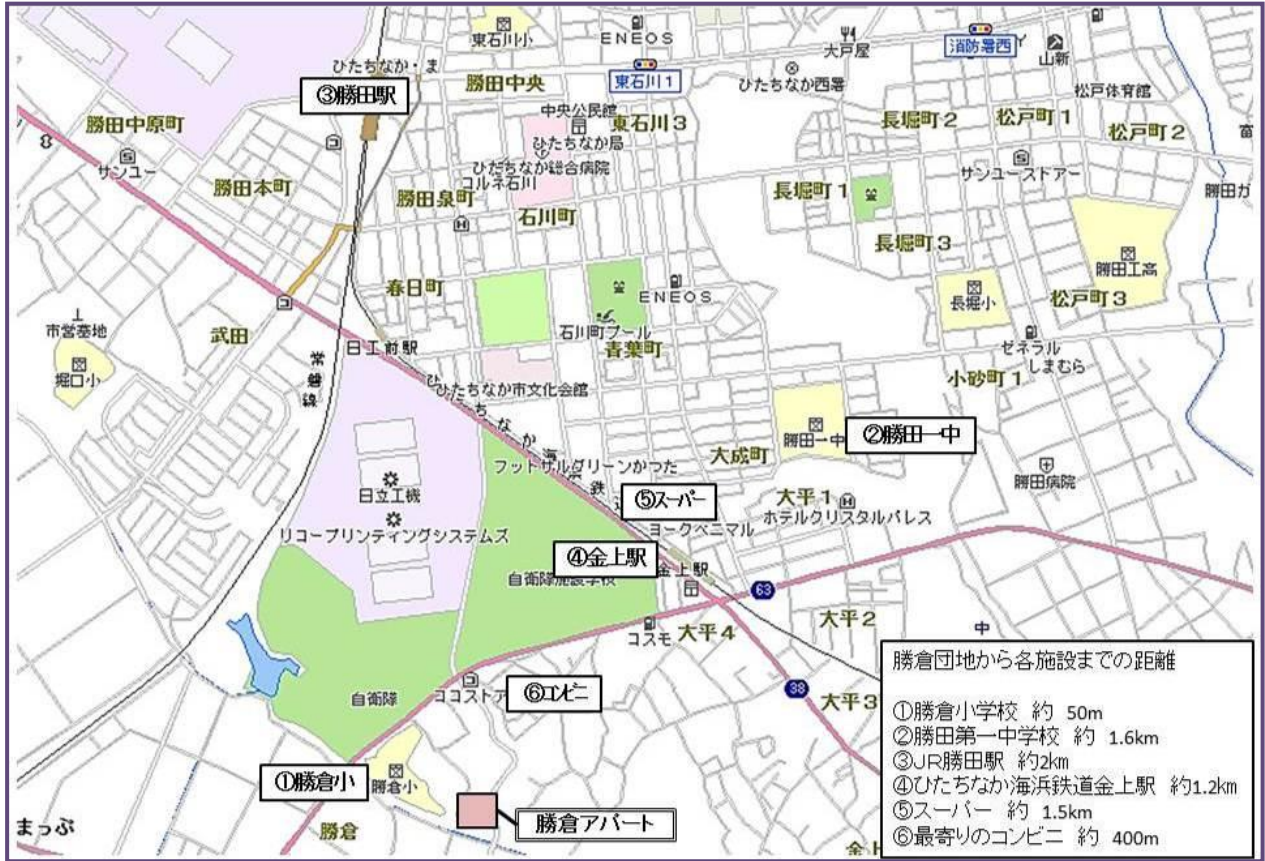 東石川小
ENEOS
大戸屋
消防署西
山新
ひたちなか・ま
勝田中央
東石川1
ひたちなか西署
松戸体育館
③勝田駅
中央公民館
勝田中原町
東石川3
長堀町2
松戸町1
松戸町2
ひたちなか局
サンユー
ひたちなか総合病院
コルネ石川
サンユーストアー
勝田本町
勝田泉町
石川町
長堀町1
勝田ガ
長堀町3
勝田工高
春日町
ENEOS
長堀小
松戸町3
市営墓地
武田
石川町プール
堀口小
日工前駅
青葉町
ゼネラル
しまむら
常磐線
小砂町1
ひたちなか市文化会館
ひたちなか海浜鉄道
勝田一中
②勝田一中
大成町
フットサルグリーンかつた
勝田病院
日立工機
⑤スーパー
大平1
ホテルクリスタルパレス
リコープリンティングシステムズ
ヨークベニマル
④金上駅
金上駅
自衛隊施設学校
63
コスモ
大平4
大平2
中
自衛隊
ココストア
⑥コンビニ
38
大平3
①勝倉小
勝倉小
勝倉アパート
まっぷ
勝倉
勝倉団地から各施設までの距離
①勝倉小学校 約 50m
②勝田第一中学校 約 1.6km
③JR勝田駅 約2km
④ひたちなか海浜鉄道金上駅 約1.2km
⑤スーパー 約 1.5km
⑥最寄りのコンビニ 約 400m